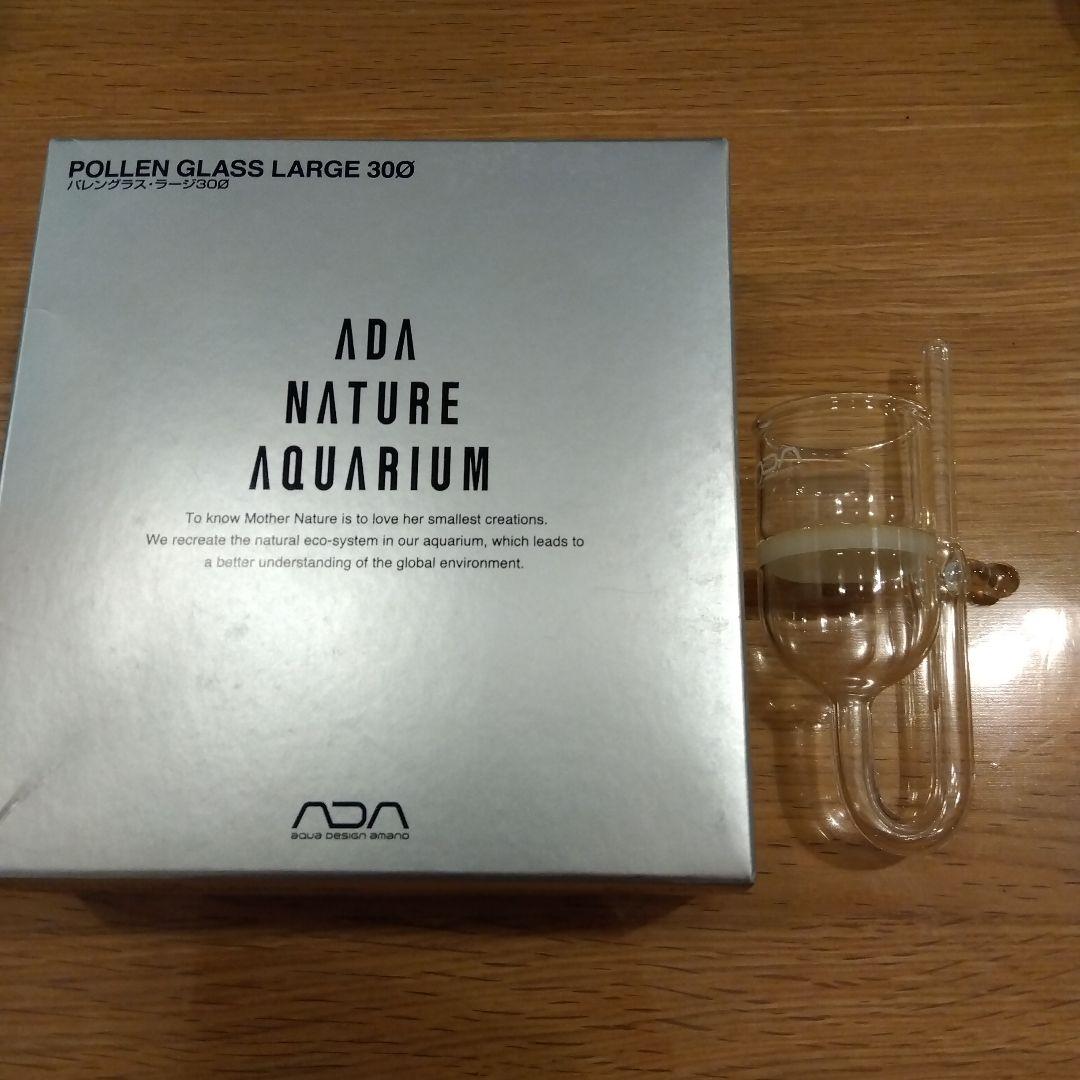 POLLEN GLASS LARGE 30Ø
パレングラス・ラージ30Ø
ADA
NATURE
AQUARIUM
To know Mother Nature is to love her smallest creations.
We recreate the natural eco-system in our aquarium, which leads to
a better understanding of the global environment.
ADA
AQUA DESIGN AMANO
ADA